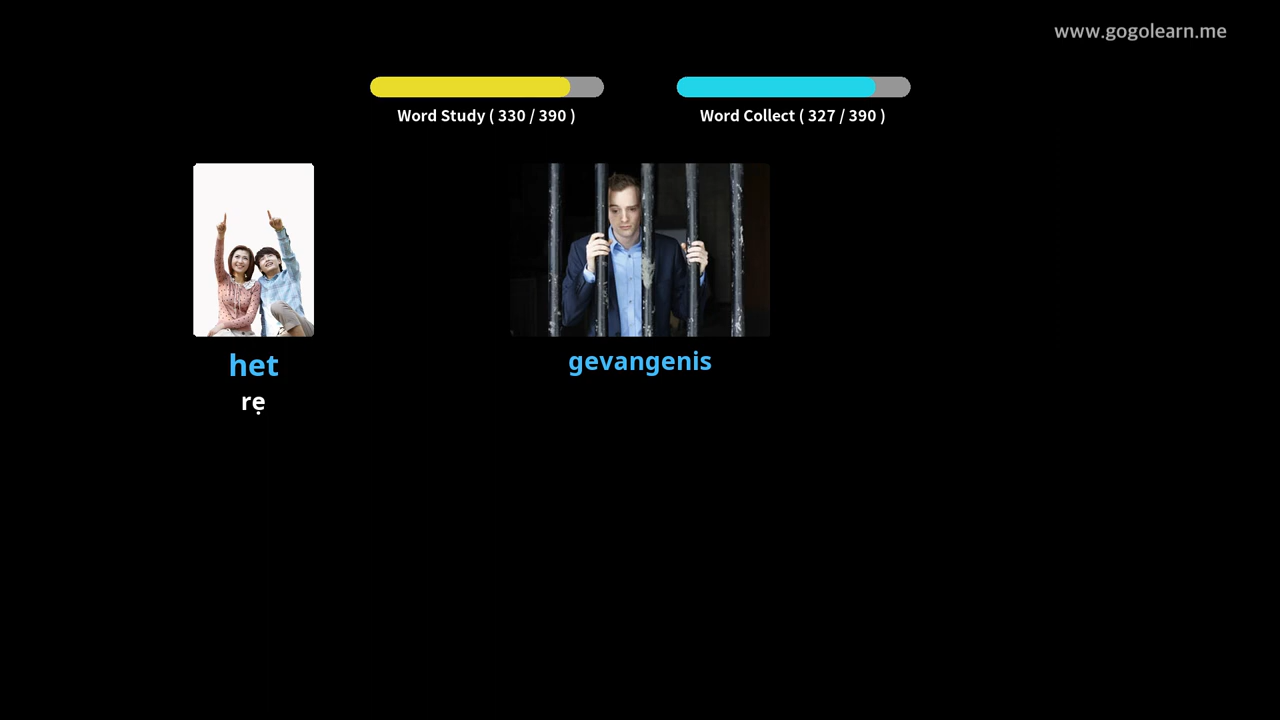 www.gogolearn.me
Word Study ( 330 / 390 )
Word Collect ( 327 / 390 )
het
rẹ
gevangenis